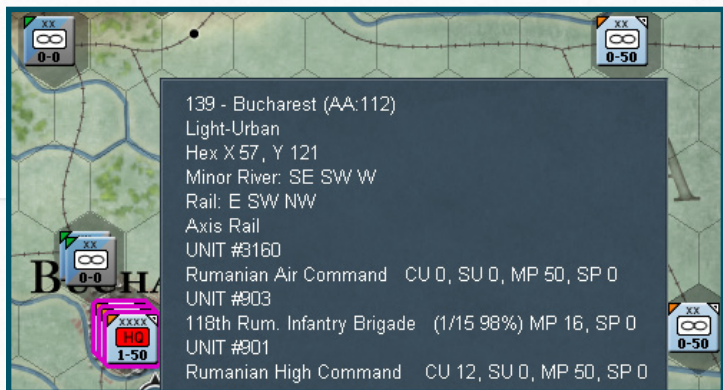 xx
0-0
xx
0-50
139 - Bucharest (AA:112)
Light-Urban
Hex X 57, Y 121
Minor River: SE SW W
Rail: E SW NW
Axis Rail
UNIT #3160
Rumanian Air Command CU 0, SU 0, MP 50, SP 0
UNIT #903
118th Rum. Infantry Brigade (1/15 98%) MP 16, SP 0
UNIT #901
Rumanian High Command CU 12, SU 0, MP 50, SP 0
xx
0-0
BUCHA
xxxx
HQ
1-50
xx
0-50
A